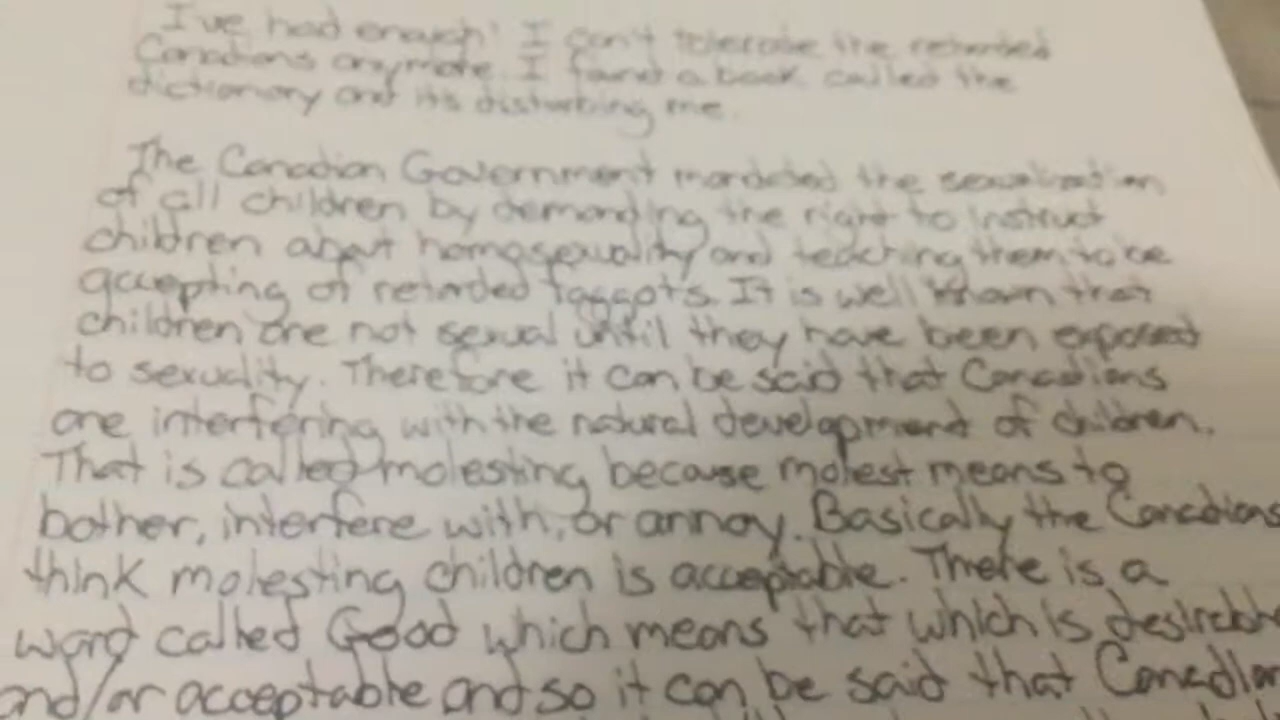 I've had enough! I can't tolerate the retarded
Canadians anymore. I found a book called the
dictionary and its disturbing me.
The Canadian Government mandated the sexualization
of all children by demanding the right to instruct
children about homosexuality and teaching them to be
accepting of retarded faggots. It is well known that
children are not sexual until they have been exposed
to sexuality. Therefore it can be said that Canadians
are interfering with the natural development of children.
That is called molesting because molest means to
bother, interfere with, or annoy. Basically the Canadians
think molesting children is acceptable. There is a
word called Good which means that which is desirable
and/or acceptable and so it can be said that Canadian